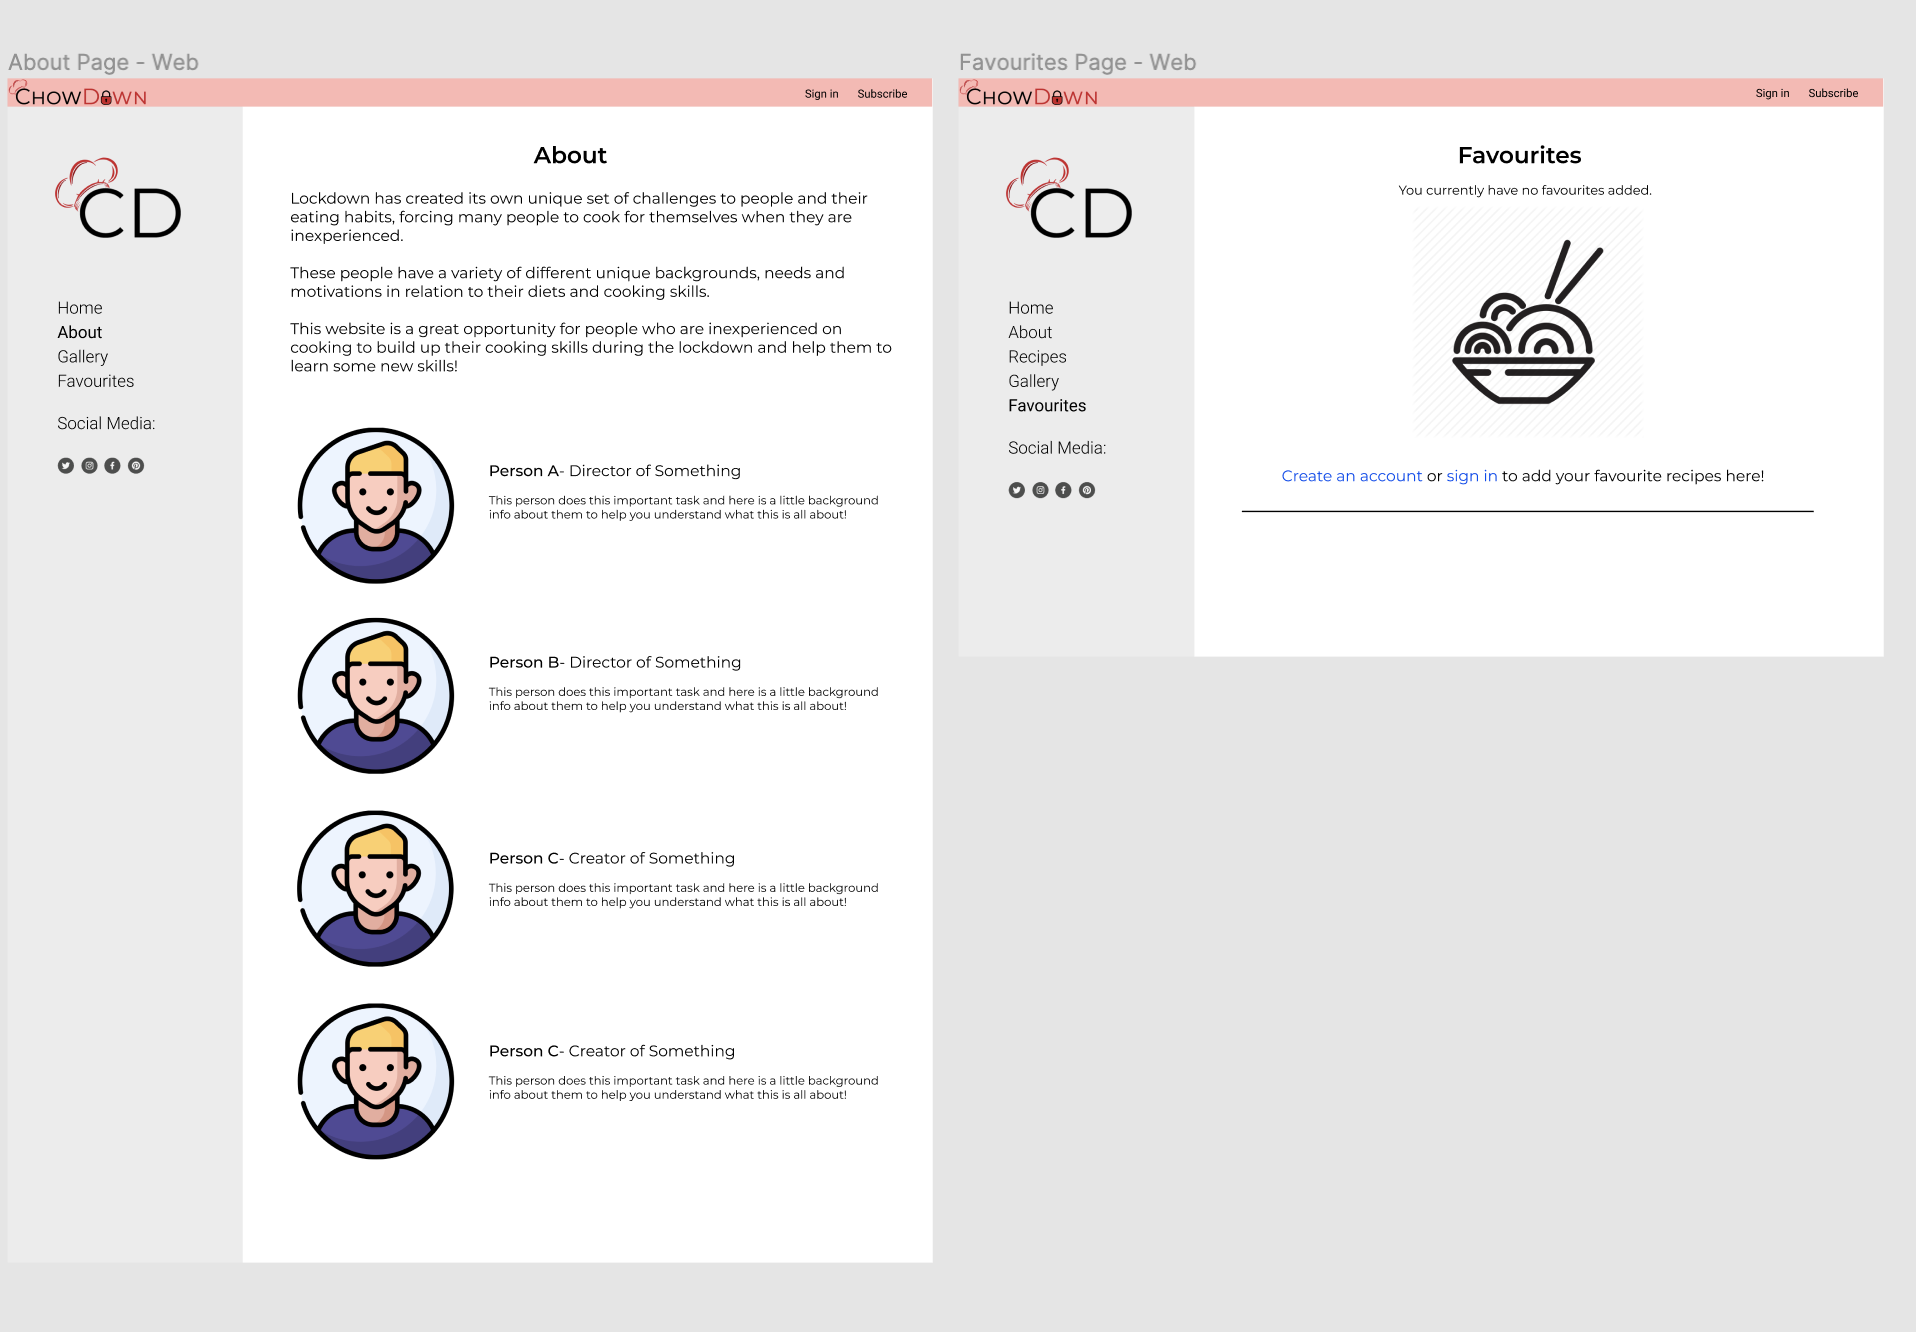 About Page - Web
CHOWDOWN
Sign in Subscribe
CD
Home
About
Gallery
Favourites
Social Media:
About
Lockdown has created its own unique set of challenges to people and their
eating habits, forcing many people to cook for themselves when they are
inexperienced.
These people have a variety of different unique backgrounds, needs and
motivations in relation to their diets and cooking skills.
This website is a great opportunity for people who are inexperienced on
cooking to build up their cooking skills during the lockdown and help them to
learn some new skills!
Person A- Director of Something
This person does this important task and here is a little background
info about them to help you understand what this is all about!
Person B- Director of Something
This person does this important task and here is a little background
info about them to help you understand what this is all about!
Person C- Creator of Something
This person does this important task and here is a little background
info about them to help you understand what this is all about!
Person C- Creator of Something
This person does this important task and here is a little background
info about them to help you understand what this is all about!
Favourites Page - Web
CHOWDOWN
Sign in Subscribe
CD
Home
About
Recipes
Gallery
Favourites
Social Media:
Favourites
You currently have no favourites added.
Create an account or sign in to add your favourite recipes here!